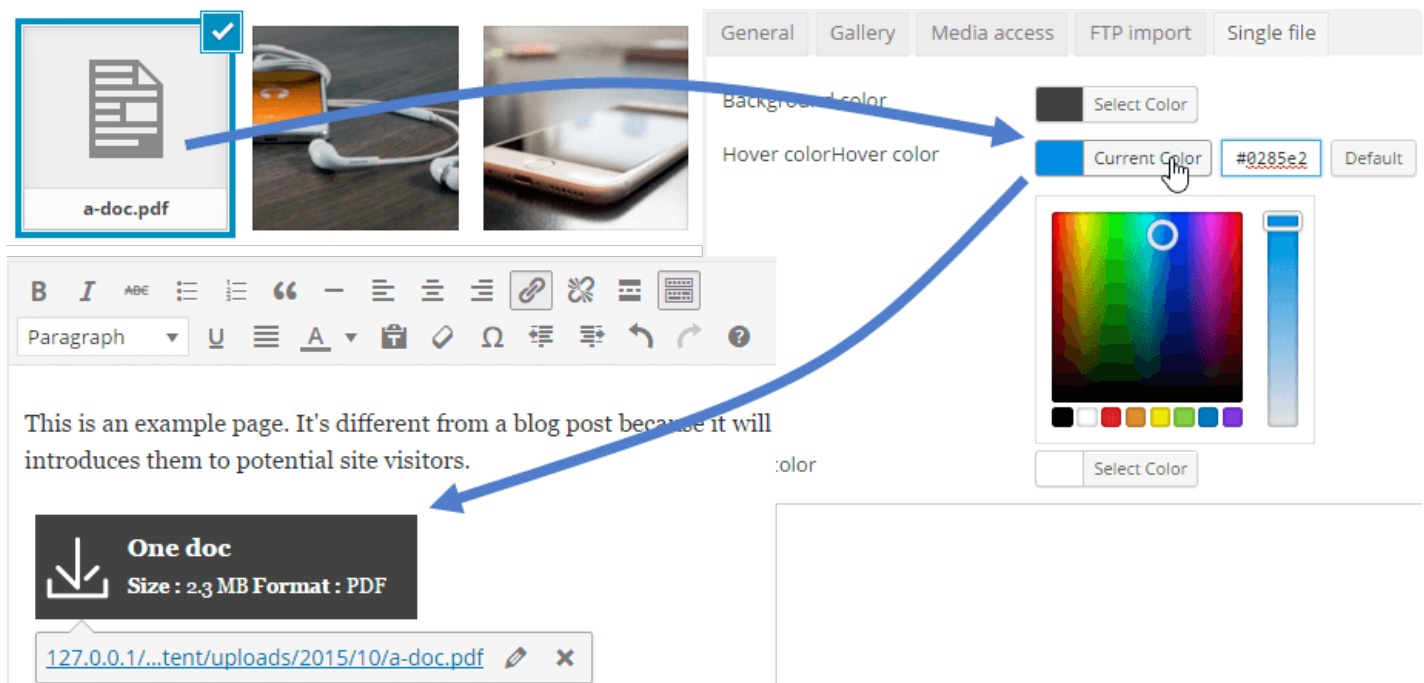 a-doc.pdf
General Gallery Media access FTP import Single file
Background color Select Color
Hover colorHover color Current Color #0285e2 Default
color Select Color
B I ABE
Paragraph U A T Ω ?
This is an example page. It's different from a blog post because it will
introduces them to potential site visitors.
One doc
Size : 2.3 MB Format : PDF
127.0.0.1/...tent/uploads/2015/10/a-doc.pdf